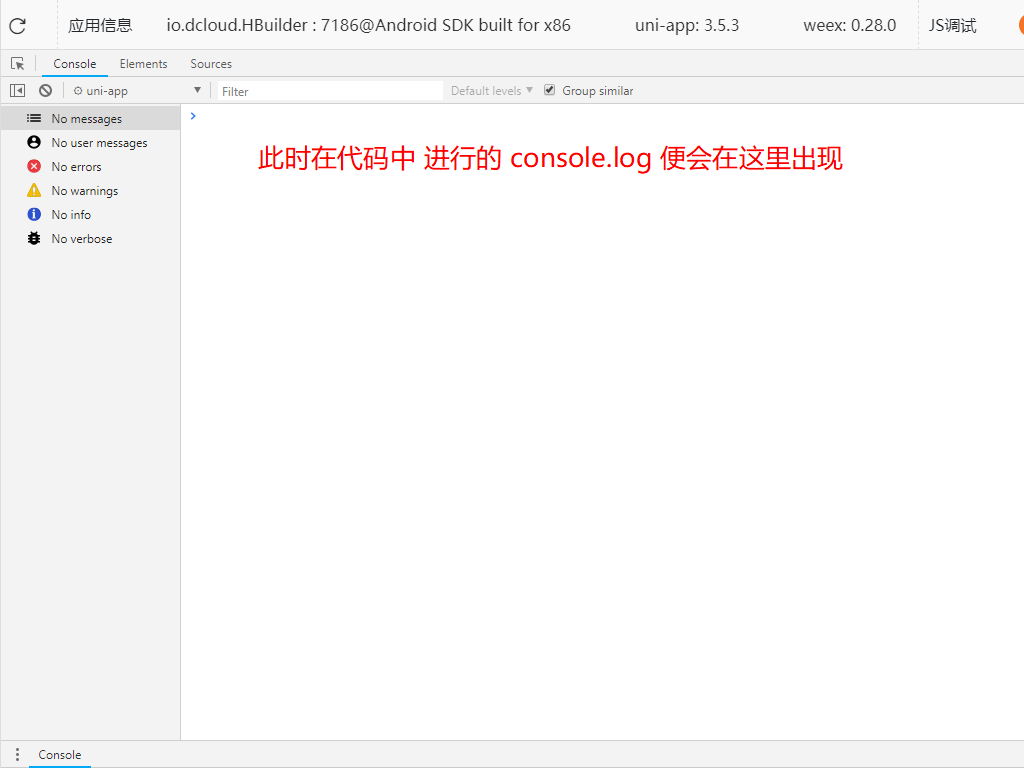 应用信息 io.dcloud.HBuilder : 7186@Android SDK built for x86 uni-app: 3.5.3 weex: 0.28.0 JS调试
Console Elements Sources
uni-app Filter Default levels Group similar
No messages
No user messages
No errors
No warnings
No info
No verbose
此时在代码中 进行的 console.log 便会在这里出现
Console